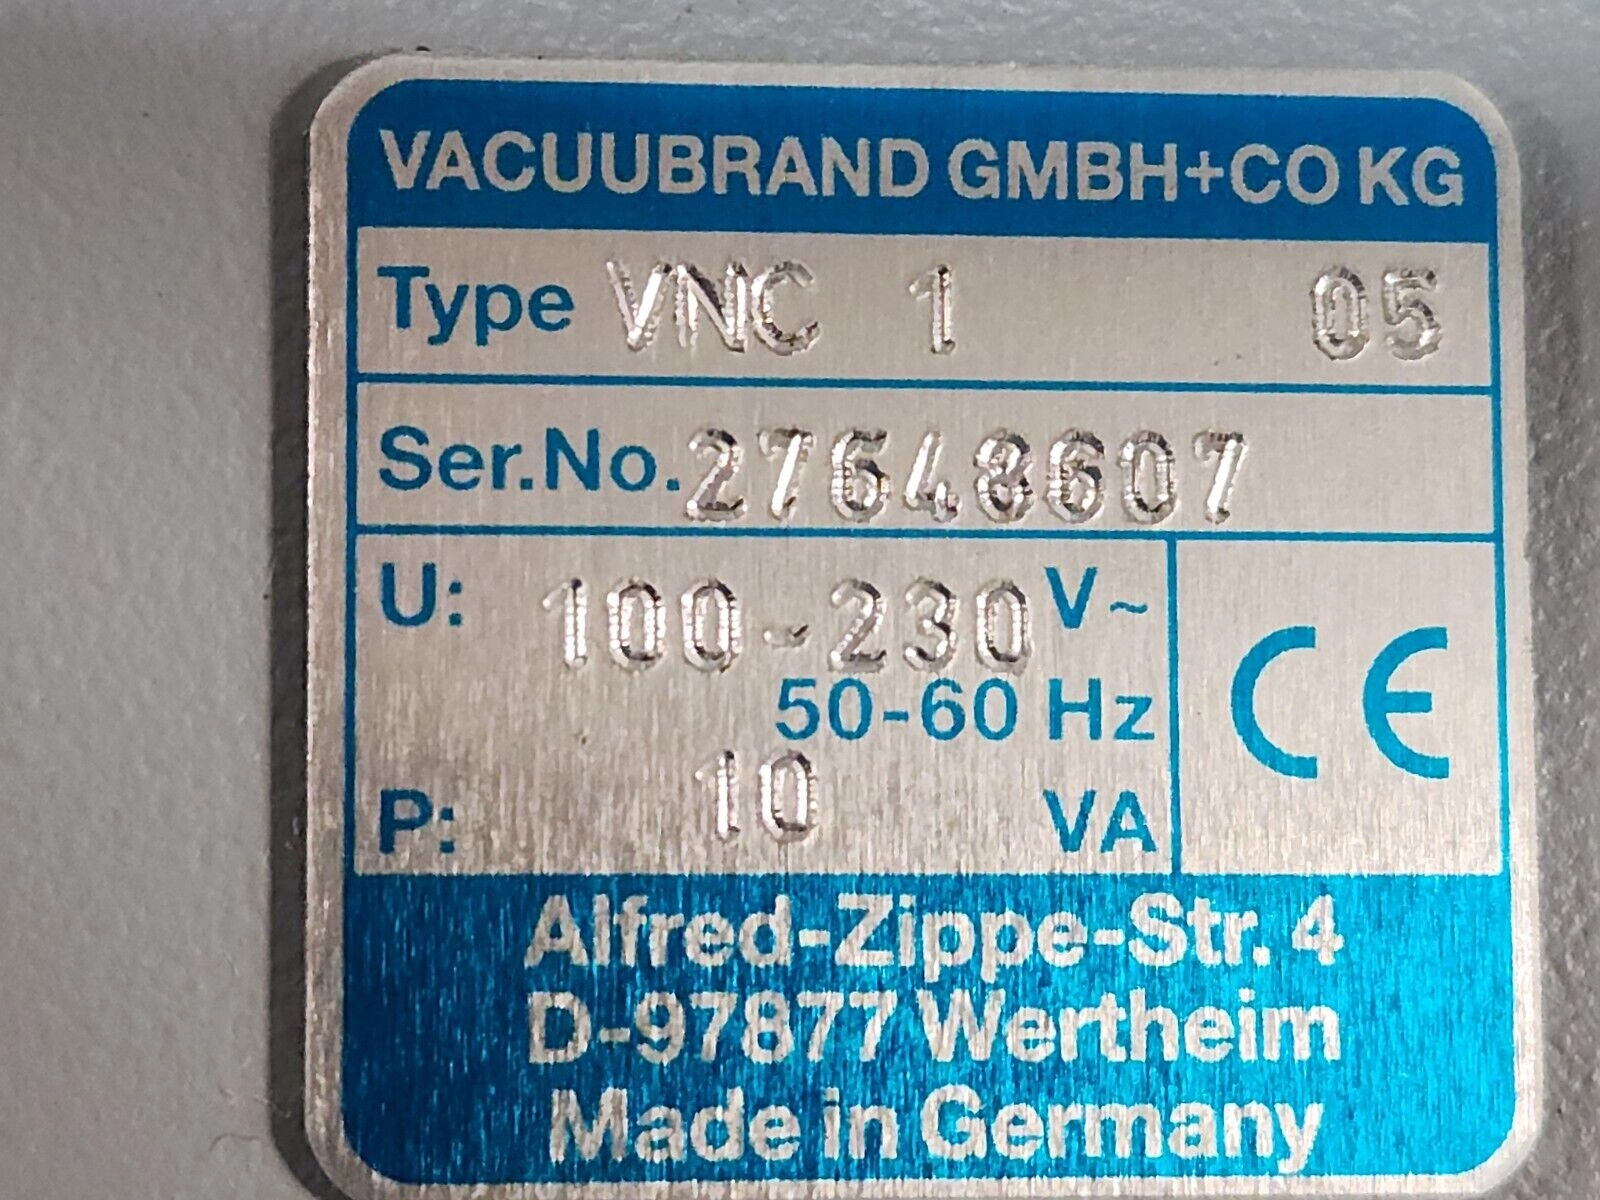 VACUUBRAND GMBH+CO KG
Type VNC 1 05
Ser.No. 27648607
U: 100-230 V~
50-60 Hz
P: 10 VA
CE
Alfred-Zippe-Str. 4
D-97877 Wertheim
Made in Germany